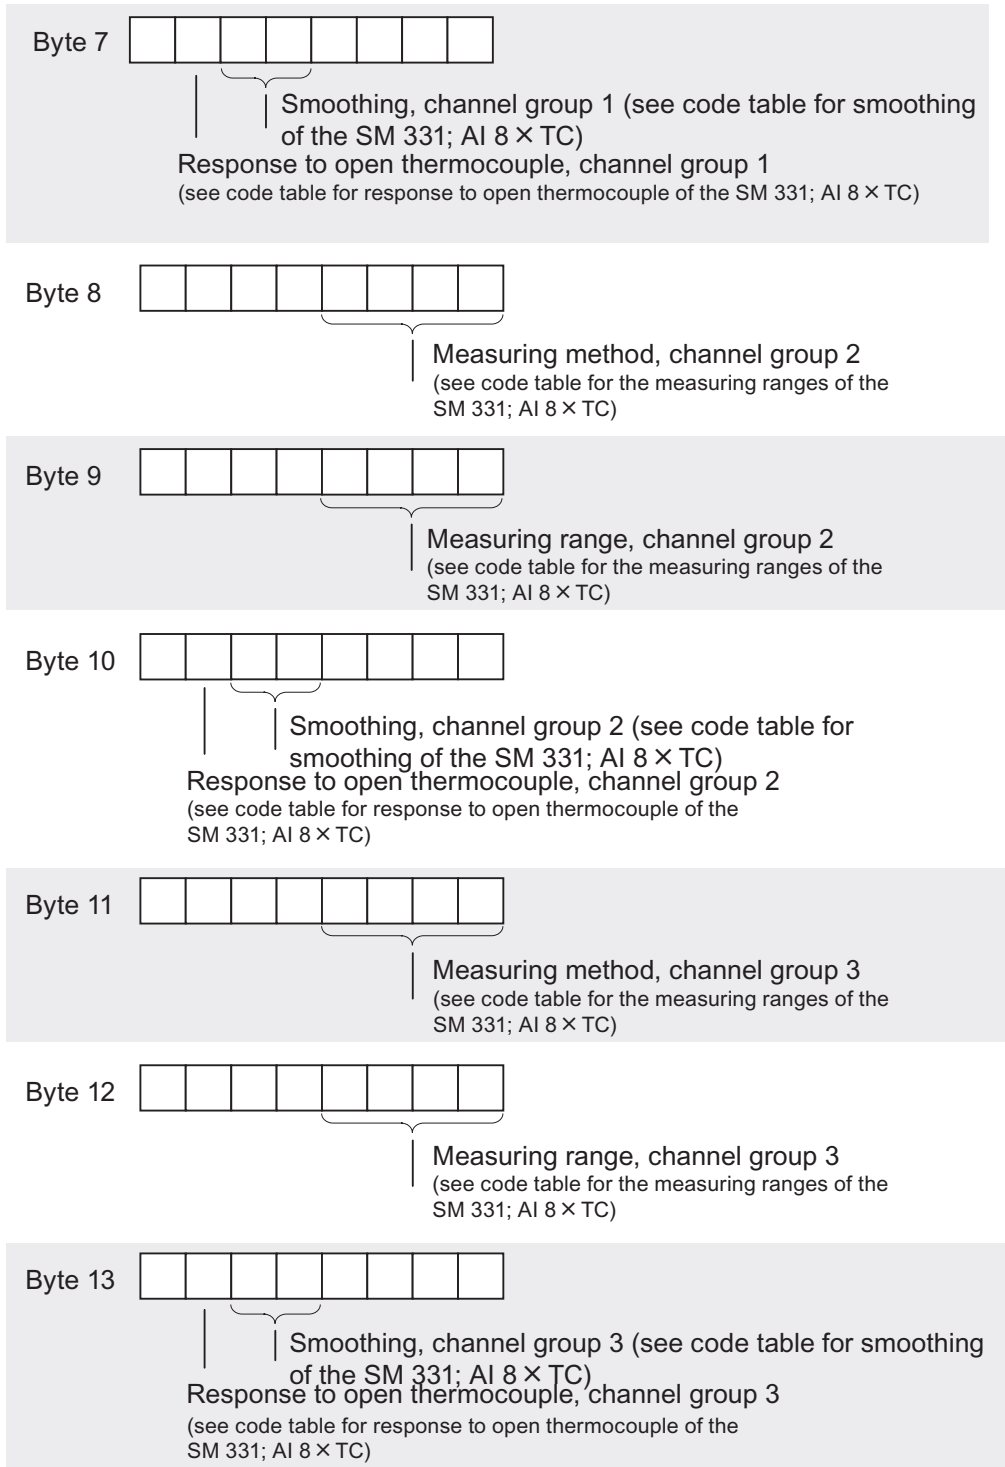 Byte 7
Smoothing, channel group 1 (see code table for smoothing
of the SM 331; AI 8 × TC)
Response to open thermocouple, channel group 1
(see code table for response to open thermocouple of the SM 331; AI 8 × TC)
Byte 8
Measuring method, channel group 2
(see code table for the measuring ranges of the
SM 331; AI 8 × TC)
Byte 9
Measuring range, channel group 2
(see code table for the measuring ranges of the
SM 331; AI 8 × TC)
Byte 10
Smoothing, channel group 2 (see code table for
smoothing of the SM 331; AI 8 × TC)
Response to open thermocouple, channel group 2
(see code table for response to open thermocouple of the
SM 331; AI 8 × TC)
Byte 11
Measuring method, channel group 3
(see code table for the measuring ranges of the
SM 331; AI 8 × TC)
Byte 12
Measuring range, channel group 3
(see code table for the measuring ranges of the
SM 331; AI 8 × TC)
Byte 13
Smoothing, channel group 3 (see code table for smoothing
of the SM 331; AI 8 × TC)
Response to open thermocouple, channel group 3
(see code table for response to open thermocouple of the
SM 331; AI 8 × TC)